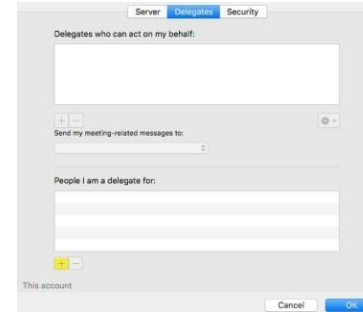 Server Delegates Security
Delegates who can act on my behalf:
+ −
Send my meeting-related messages to:
People I am a delegate for:
+ −
This account
Cancel OK